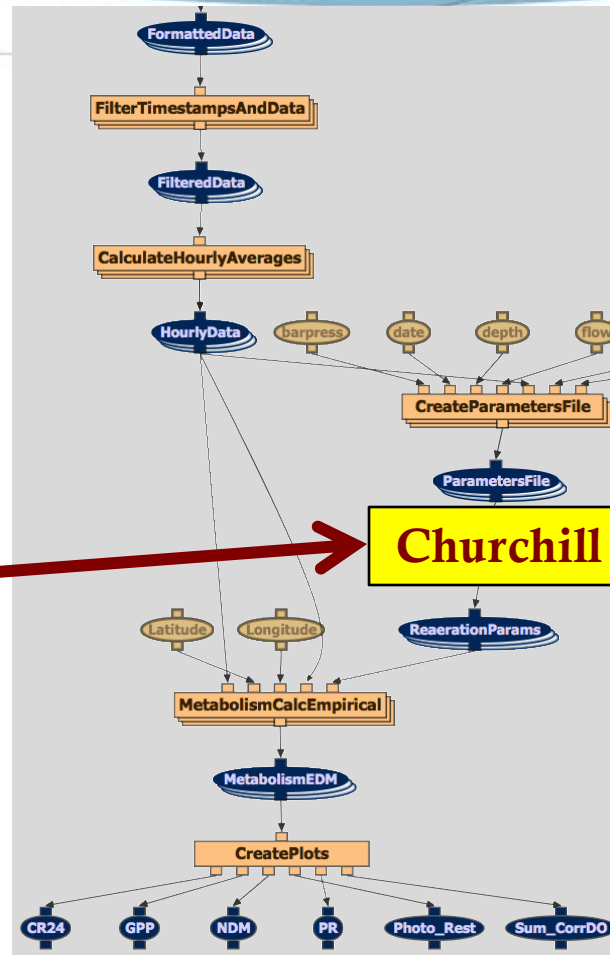 FormattedData
FilterTimestampsAndData
FilteredData
CalculateHourlyAverages
HourlyData
barpress
date
depth
flow
CreateParametersFile
ParametersFile
Churchill
Latitude
Longitude
ReaerationParams
MetabolismCalcEmpirical
MetabolismEDM
CreatePlots
CR24
GPP
NDM
PR
Photo_Rest
Sum_CorrDO